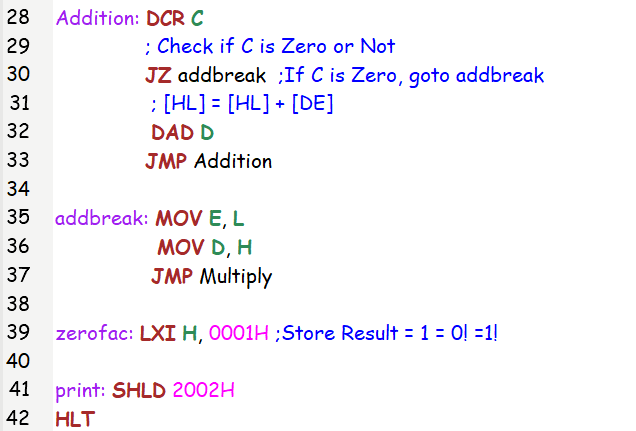 28 Addition: DCR C
29 ; Check if C is Zero or Not
30 JZ addbreak ;If C is Zero, goto addbreak
31 ; [HL] = [HL] + [DE]
32 DAD D
33 JMP Addition
34
35 addbreak: MOV E, L
36 MOV D, H
37 JMP Multiply
38
39 zerofac: LXI H, 0001H ;Store Result = 1 = 0! =1!
40
41 print: SHLD 2002H
42 HLT